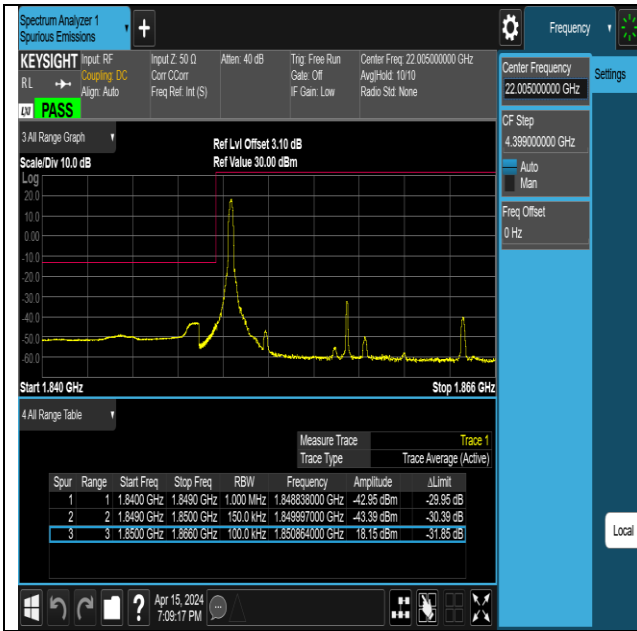 Spectrum Analyzer 1
Spurious Emissions
+
Frequency
KEYSIGHT
Input: RF
Coupling: DC
Align: Auto
Input Z: 50 Ω
Corr CCorr
Freq Ref: Int (S)
Atten: 40 dB
Trig: Free Run
Gate: Off
IF Gain: Low
Center Freq: 22.005000000 GHz
Avg|Hold: 10/10
Radio Std: None
RL
LXI
PASS
Center Frequency
22.005000000 GHz
Settings
CF Step
4.399000000 GHz
Auto
Man
Freq Offset
0 Hz
3 All Range Graph
Ref Lvl Offset 3.10 dB
Scale/Div 10.0 dB
Ref Value 30.00 dBm
Log
20.0
10.0
0.00
-10.0
-20.0
-30.0
-40.0
-50.0
-60.0
Start 1.840 GHz
Stop 1.866 GHz
4 All Range Table
Measure Trace Trace 1
Trace Type Trace Average (Active)
Spur Range Start Freq Stop Freq RBW Frequency Amplitude ΔLimit
1 1 1.8400 GHz 1.8490 GHz 1.000 MHz 1.848838000 GHz -42.95 dBm -29.95 dB
2 2 1.8490 GHz 1.8500 GHz 150.0 kHz 1.849997000 GHz -43.39 dBm -30.39 dB
3 3 1.8500 GHz 1.8660 GHz 100.0 kHz 1.850864000 GHz 18.15 dBm -31.85 dB
Local
?
Apr 15, 2024
7:09:17 PM